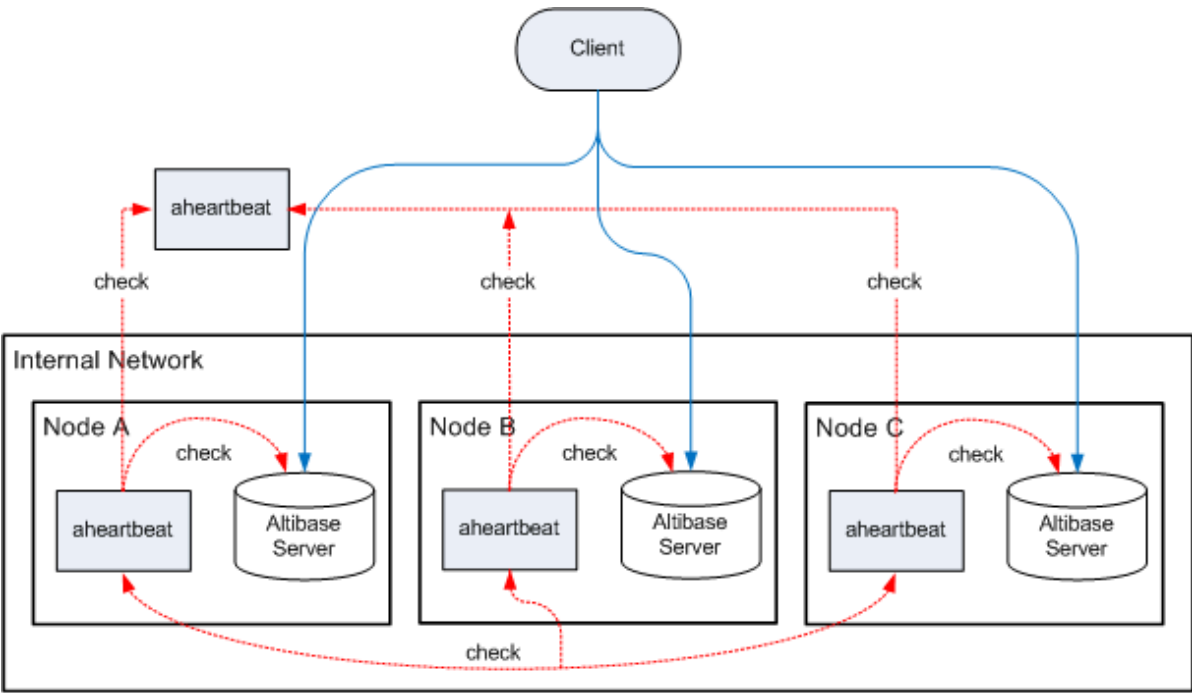 Client
aheartbeat
check
check
check
Internal Network
Node A
Node B
Node C
check
check
check
aheartbeat
Altibase
Server
aheartbeat
Altibase
Server
aheartbeat
Altibase
Server
check